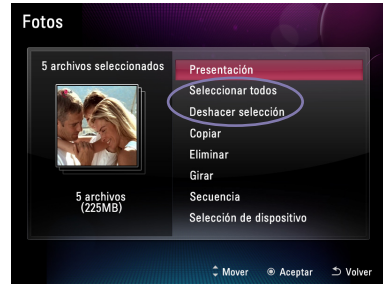 Fotos
5 archivos seleccionados
5 archivos
(225MB)
Presentación
Seleccionar todos
Deshacer selección
Copiar
Eliminar
Girar
Secuencia
Selección de dispositivo
Mover
Aceptar
Volver